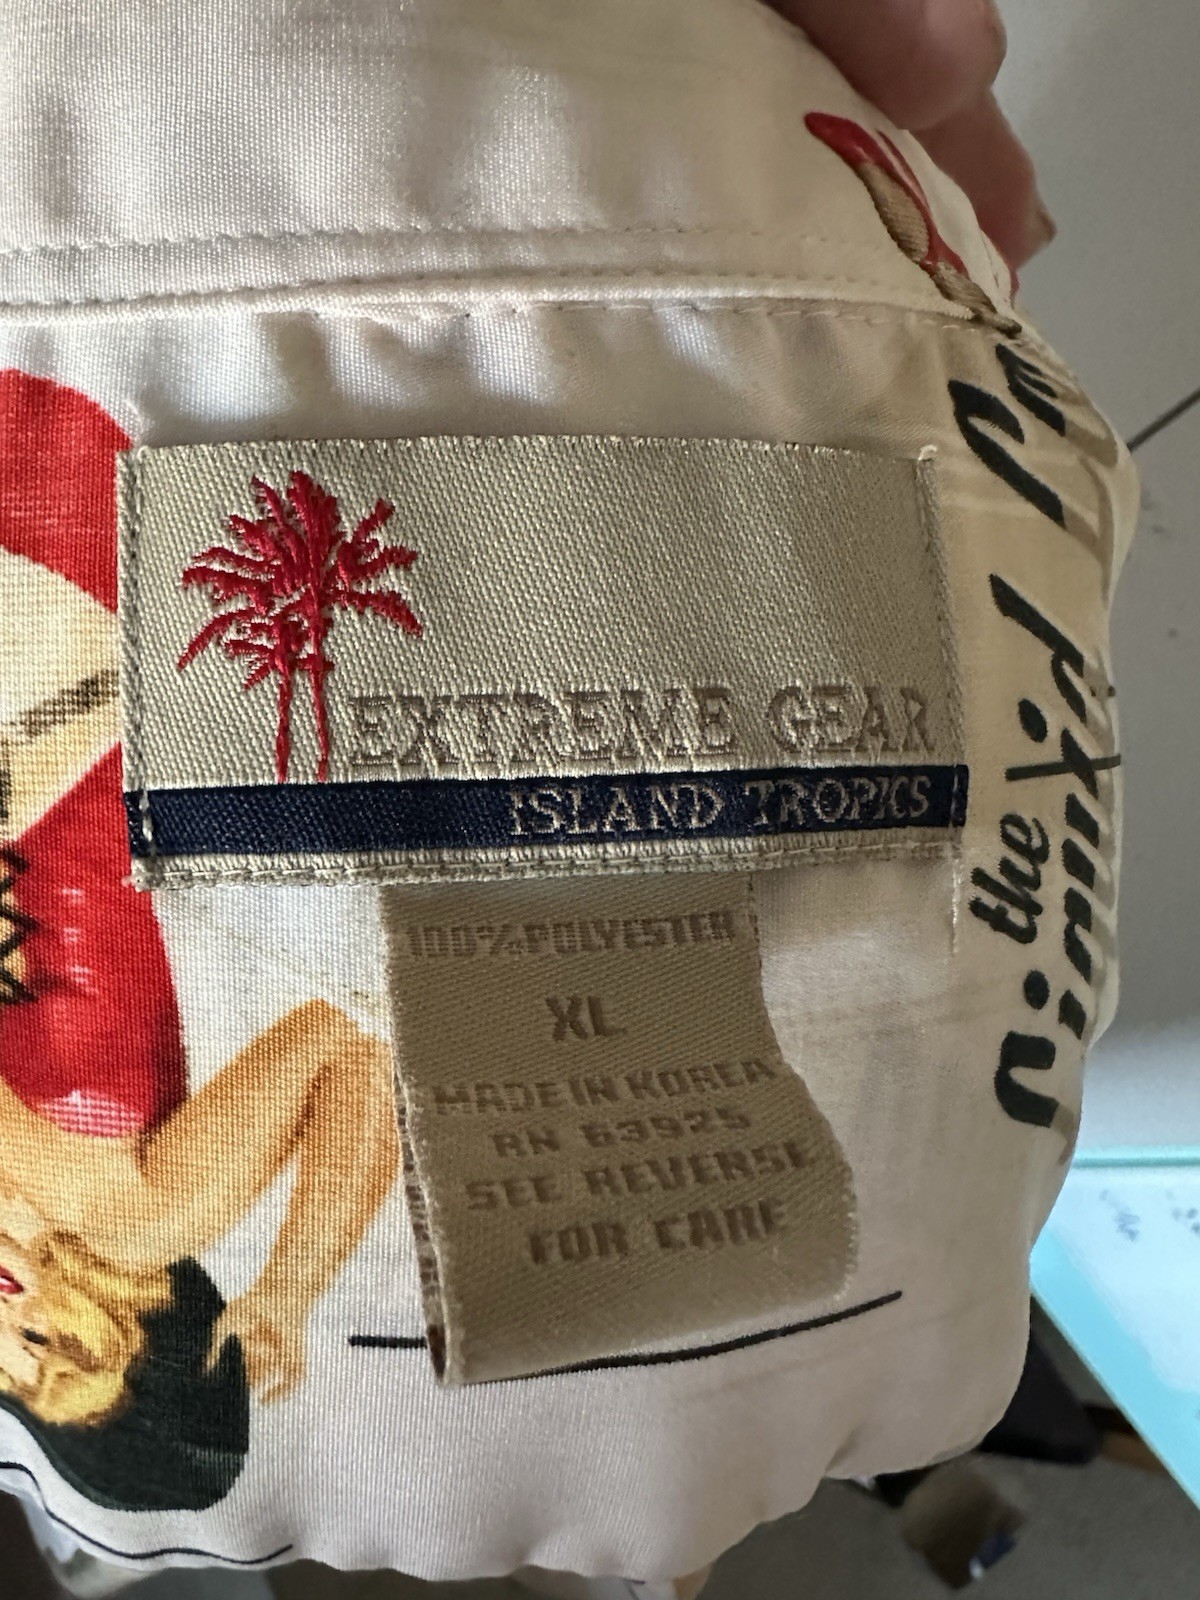 EXTREME GEAR
ISLAND TROPICS
100% POLYESTER
XL
MADE IN KOREA
RN 63925
SEE REVERSE
FOR CARE
the